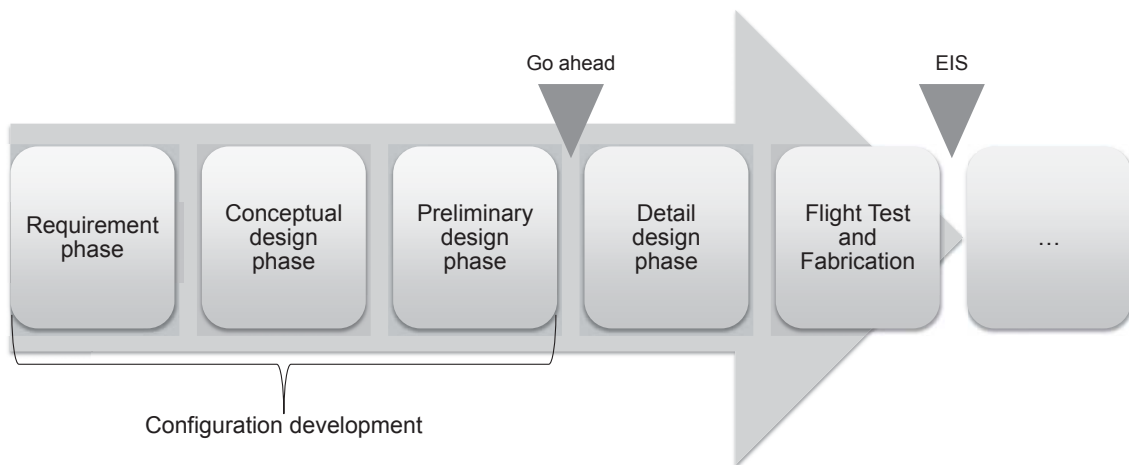 Go ahead
EIS
Requirement
phase
Conceptual
design
phase
Preliminary
design
phase
Detail
design
phase
Flight Test
and
Fabrication
...
Configuration development